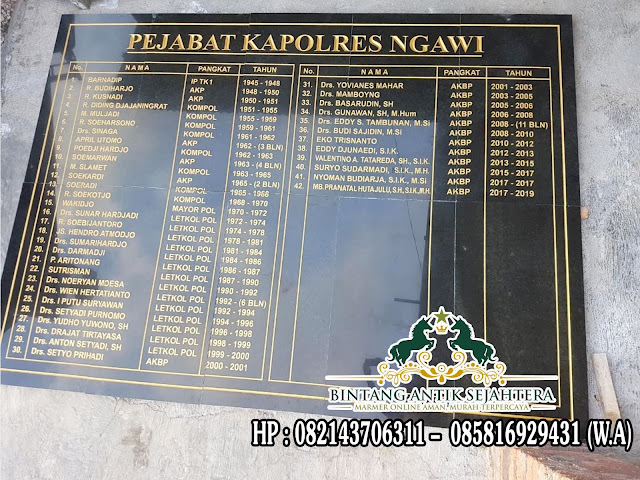 PEJABAT KAPOLRES NGAWI
No. NAMA PANGKAT TAHUN
1. BARNADIP IP TK1 1945 - 1948
2. R. BUDIHARJO AKP 1948 - 1950
3. R. KUSNADI AKP 1950 - 1951
4. R. DIDING DJAJANINGRAT KOMPOL 1951 - 1955
5. M. MULJADI KOMPOL 1955 - 1959
6. R. SOEHARSONO KOMPOL 1959 - 1961
7. Drs. SINAGA KOMPOL 1961 - 1962
8. APRIL UTOMO AKP 1962 - (3 BLN)
9. POEDJI HARDJO KOMPOL 1962 - 1963
10. SOEMARWAN KOMPOL 1963 - (4 BLN)
11. M. SLAMET KOMPOL 1963 - 1965
12. SOEKARDI AKP 1965 - (2 BLN)
13. SOERADI KOMPOL 1965 - 1968
14. R. SOEKOTJO KOMPOL 1968 - 1970
15. WAKIDJO MAYOR POL 1970 - 1972
16. Drs. SUNAR HARDJADI LETKOL POL 1972 - 1974
17. R. SOEBIJANTORO LETKOL POL 1974 - 1978
18. JS. HENDRO ATMODJO LETKOL POL 1978 - 1981
19. Drs. SUMARIHARDJO LETKOL POL 1981 - 1984
20. Drs. DARMADJI LETKOL POL 1984 - 1986
21. P. ARITONANG LETKOL POL 1986 - 1987
22. SUTRISMAN LETKOL POL 1987 - 1990
23. Drs. NOERYAN MOESA LETKOL POL 1990 - 1992
24. Drs. WIEN HERTATIANTO LETKOL POL 1992 - (6 BLN)
25. Drs. I PUTU SURYAWAN LETKOL POL 1992 - 1994
26. Drs. SETYADI PURNOMO LETKOL POL 1994 - 1996
27. Drs. YUDHO YUWONO, SH LETKOL POL 1996 - 1998
28. Drs. DRAJAT TIRTAYASA LETKOL POL 1998 - 1999
29. Drs. ANTON SETYADI, SH LETKOL POL 1999 - 2000
30. Drs. SETYO PRIHADI AKBP 2000 - 2001
No. NAMA PANGKAT TAHUN
31. Drs. YOVIANES MAHAR AKBP 2001 - 2003
32. Drs. MAMBOYNG AKBP 2003 - 2005
33. Drs. BASARUDIN, SH AKBP 2005 - 2006
34. Drs. GUNAWAN, SH, M.Hum AKBP 2006 - 2008
35. Drs. EDDY S. TAMBUNAN, M.Si AKBP 2008 - (11 BLN)
36. Drs. BUDI SAJIDIN, M.Si AKBP 2008 - 2010
37. EKO TRISNANTO AKBP 2010 - 2012
38. EDDY DJUNAEDI, S.I.K. AKBP 2012 - 2013
39. VALENTINO A. TATAREDA, SH., S.I.K. AKBP 2013 - 2015
40. SURYO SUDARMADI, S.I.K., M.H. AKBP 2015 - 2017
41. NYOMAN BUDIARJA, S.I.K., M.Si AKBP 2017 - 2017
42. MB. PRANATAL HUTAJULU, S.H, S.I.K., M.H. AKBP 2017 - 2019
BINTANG ANTIK SEJAHTERA
MARMER ONLINE AMAN, MURAH TERPERCAYA
HP : 082143706311 - 085816929431 (W.A)